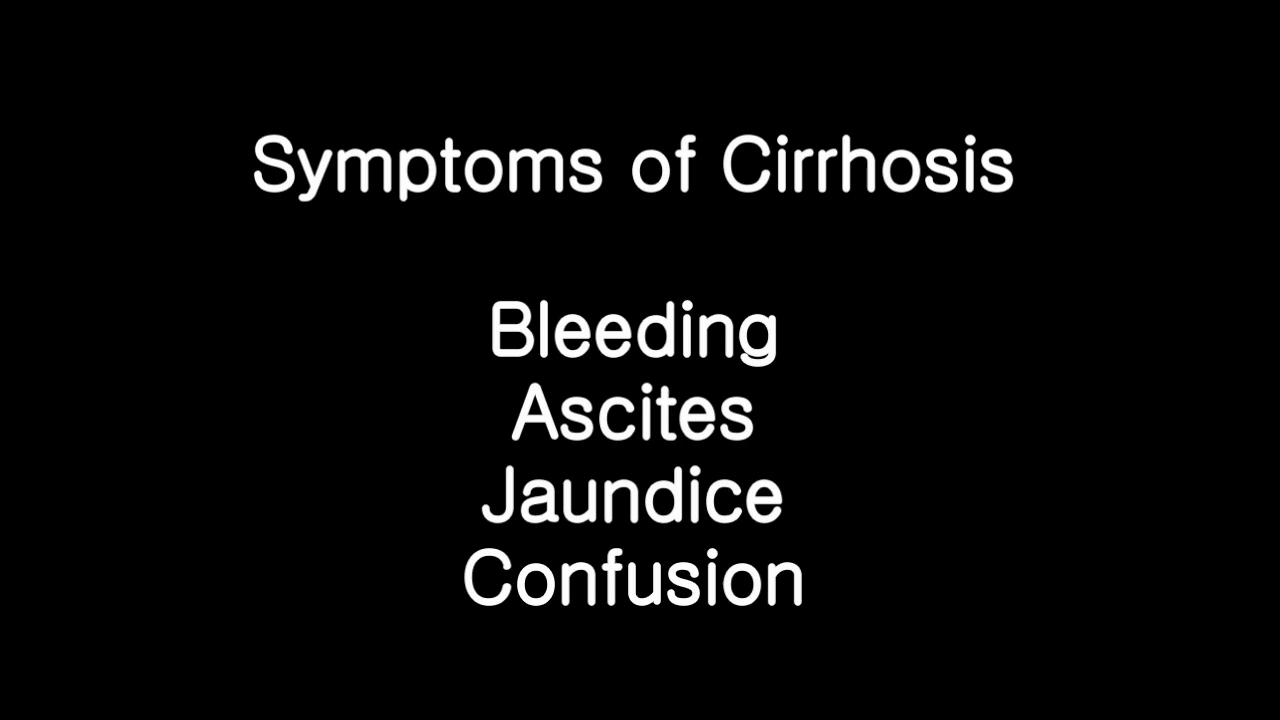 Symptoms of Cirrhosis
Bleeding
Ascites
Jaundice
Confusion